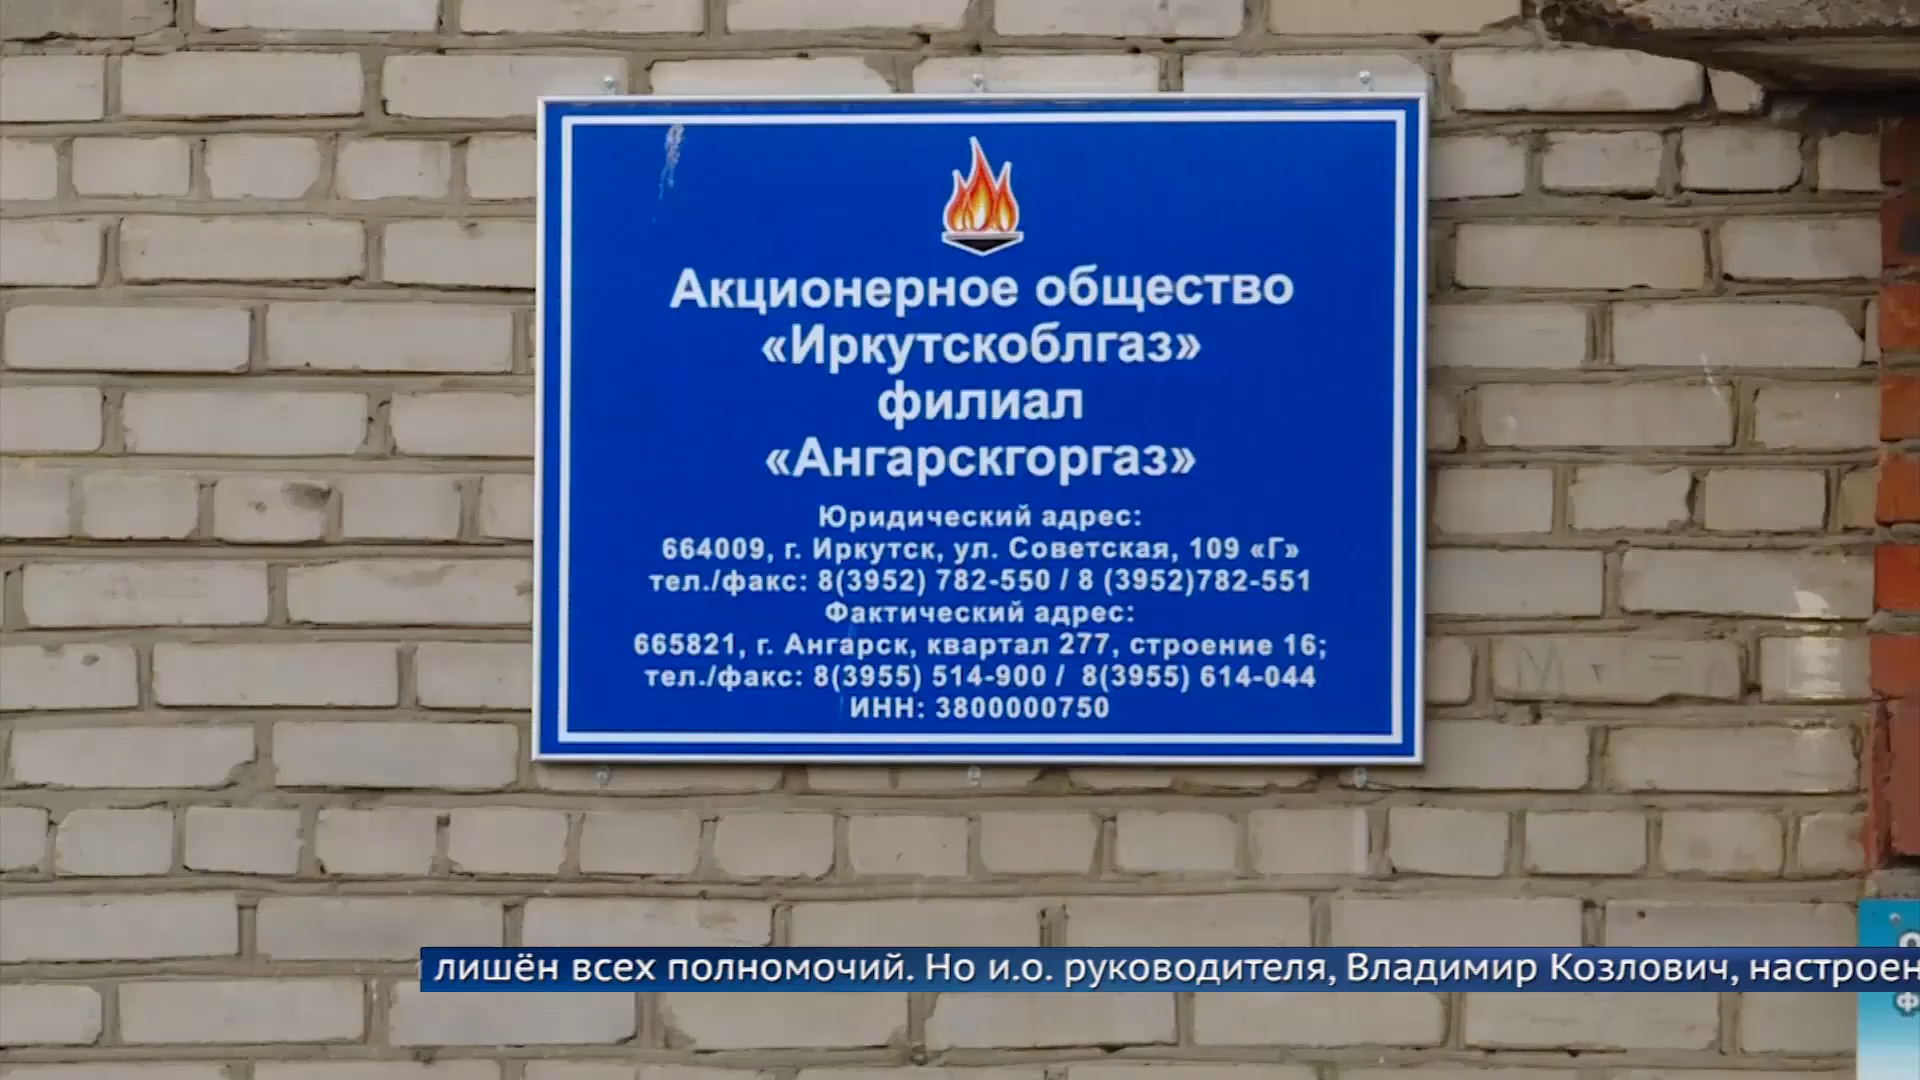 Акционерное общество
«Иркутскоблгаз»
филиал
«Ангарскгоргаз»
Юридический адрес:
664009, г. Иркутск, ул. Советская, 109 «Г»
тел./факс: 8(3952) 782-550 / 8 (3952)782-551
Фактический адрес:
665821, г. Ангарск, квартал 277, строение 16;
тел./факс: 8(3955) 514-900 / 8(3955) 614-044
ИНН: 3800000750
лишён всех полномочий. Но и.о. руководителя, Владимир Козлович, настроен